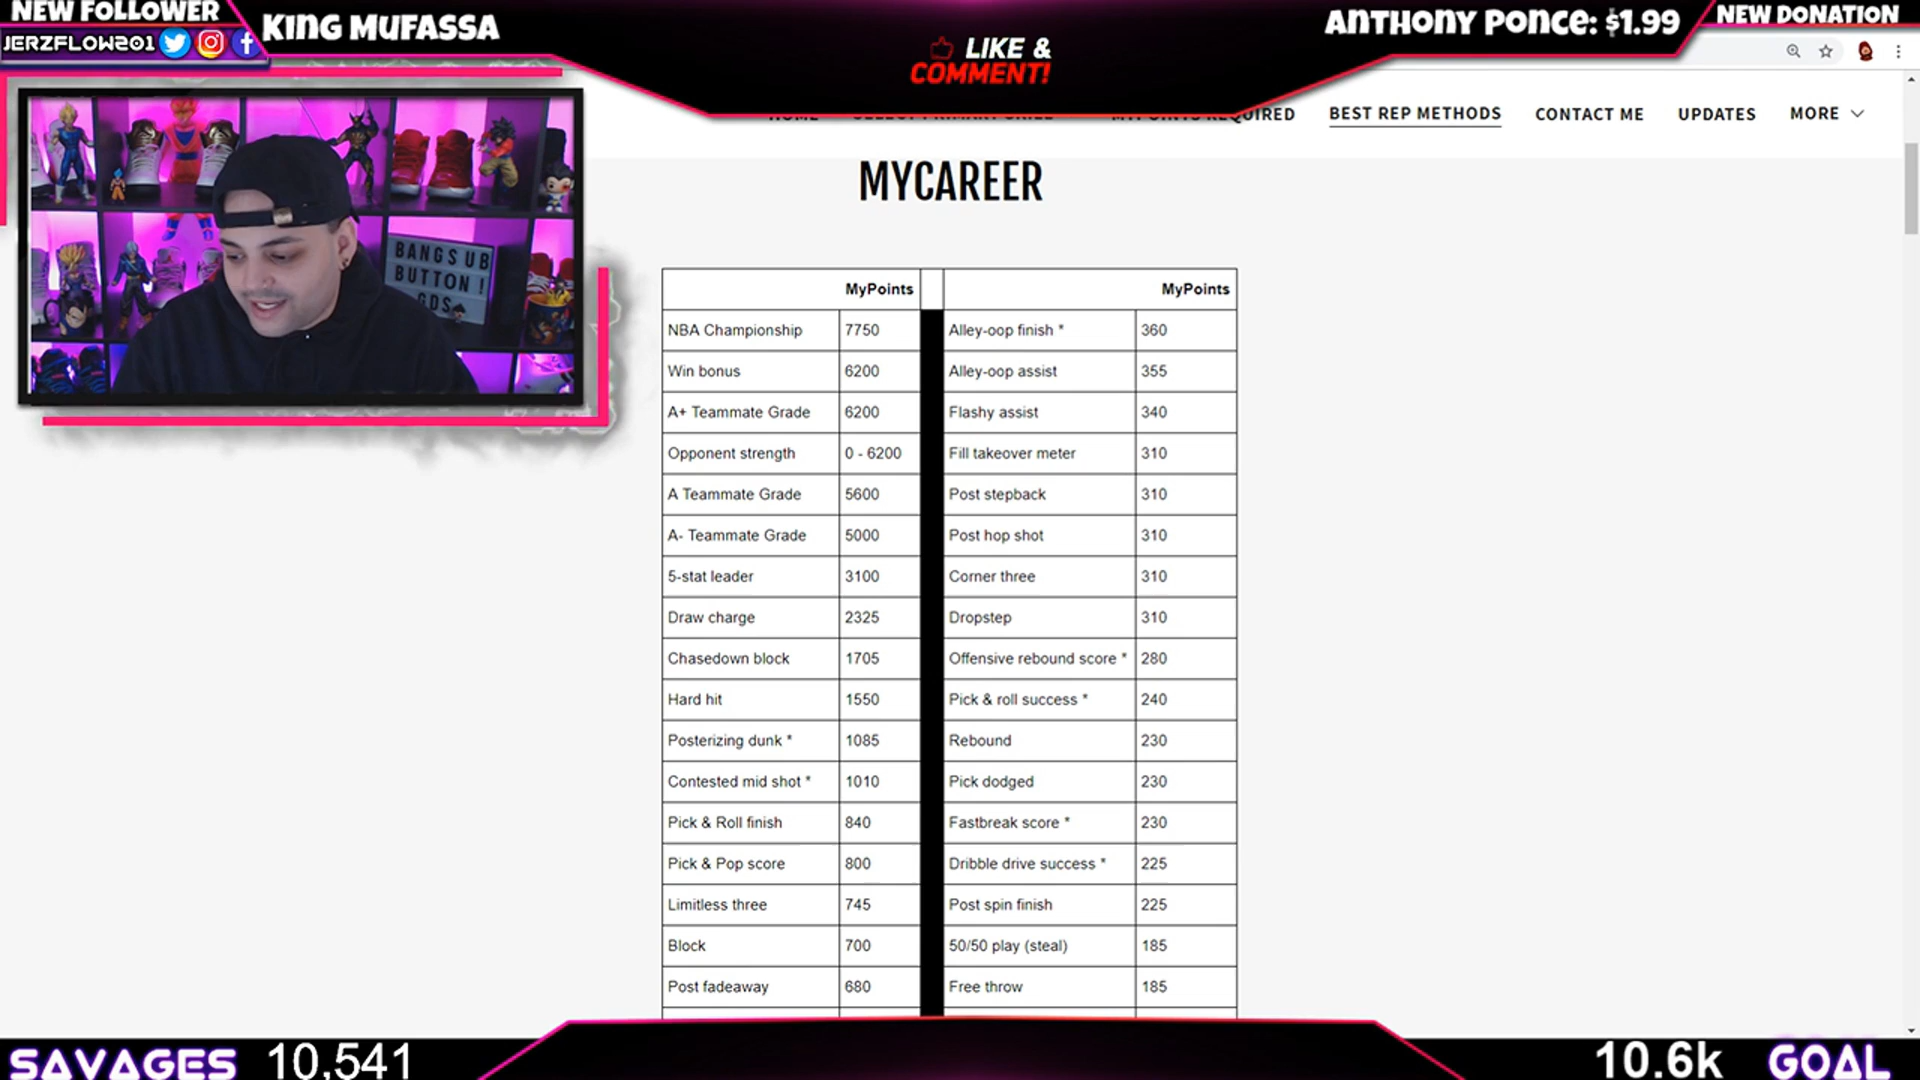 NEW FOLLOWER
KING MUFASSA
JERZFLOW201
LIKE &
COMMENT!
ANTHONY PONCE: $1.99
NEW DONATION
BEST REP METHODS
CONTACT ME
UPDATES
MORE
BANGSUB
BUTTON !
GDS
MYCAREER
MyPoints MyPoints
NBA Championship 7750 Alley-oop finish * 360
Win bonus 6200 Alley-oop assist 355
A+ Teammate Grade 6200 Flashy assist 340
Opponent strength 0 - 6200 Fill takeover meter 310
A Teammate Grade 5600 Post stepback 310
A- Teammate Grade 5000 Post hop shot 310
5-stat leader 3100 Corner three 310
Draw charge 2325 Dropstep 310
Chasedown block 1705 Offensive rebound score * 280
Hard hit 1550 Pick & roll success * 240
Posterizing dunk * 1085 Rebound 230
Contested mid shot * 1010 Pick dodged 230
Pick & Roll finish 840 Fastbreak score * 230
Pick & Pop score 800 Dribble drive success * 225
Limitless three 745 Post spin finish 225
Block 700 50/50 play (steal) 185
Post fadeaway 680 Free throw 185
SAVAGES 10,541
10.6k GOAL